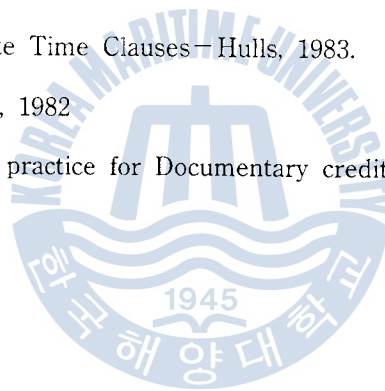 te Time Clauses－Hulls, 1983.
, 1982
practice for Documentary credit
KOREA MARITIME UNIVERSITY
1945
한국해양대학교